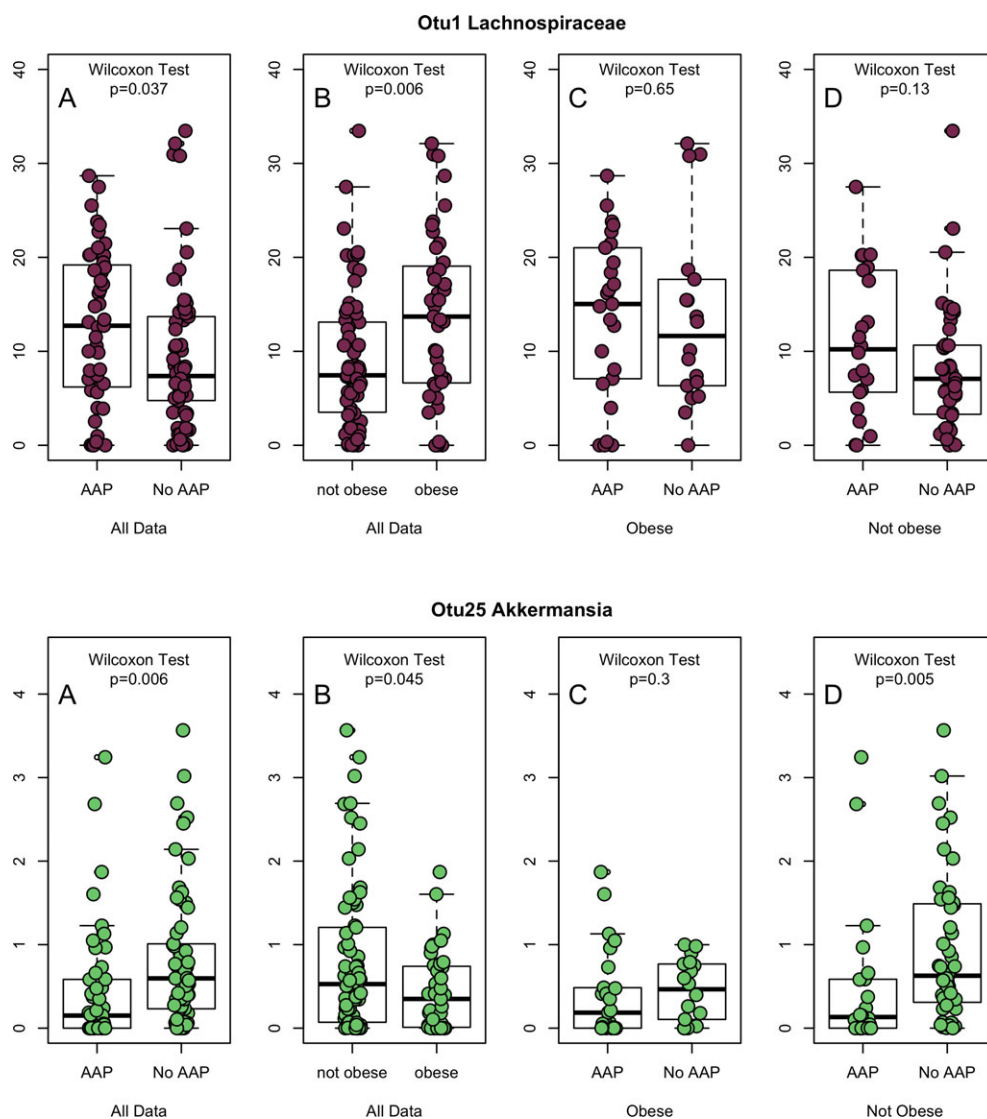 Otu1 Lachnospiraceae
A
Wilcoxon Test
p=0.037
0 10 20 30 40
AAP No AAP
All Data
B
Wilcoxon Test
p=0.006
0 10 20 30 40
not obese obese
All Data
C
Wilcoxon Test
p=0.65
0 10 20 30 40
AAP No AAP
Obese
D
Wilcoxon Test
p=0.13
0 10 20 30 40
AAP No AAP
Not obese
Otu25 Akkermansia
A
Wilcoxon Test
p=0.006
0 1 2 3 4
AAP No AAP
All Data
B
Wilcoxon Test
p=0.045
0 1 2 3 4
not obese obese
All Data
C
Wilcoxon Test
p=0.3
0 1 2 3 4
AAP No AAP
Obese
D
Wilcoxon Test
p=0.005
0 1 2 3 4
AAP No AAP
Not Obese